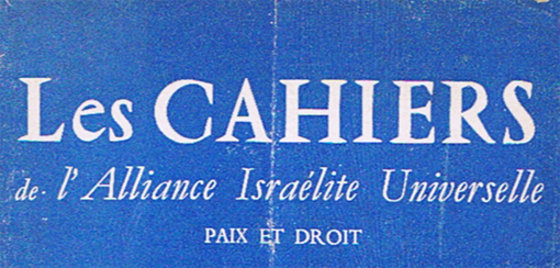 Les CAHIERS
de l'Alliance Israélite Universelle
PAIX ET DROIT